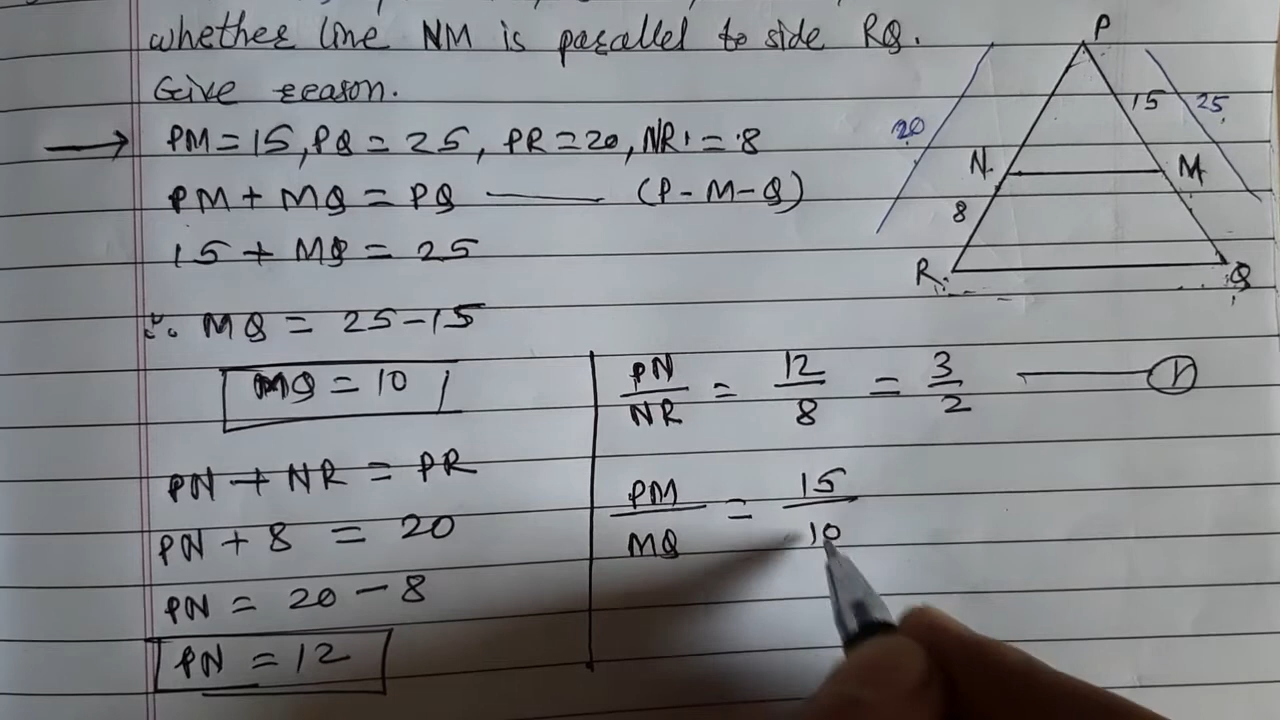 whether line NM is parallel to side RQ.
Give reason.
→ PM = 15, PQ = 25, PR = 20, NR = 8
PM + MQ = PQ —— (P-M-Q)
15 + MQ = 25
∴ MQ = 25 - 15
MQ = 10
PN + NR = PR
PN + 8 = 20
PN = 20 - 8
PN = 12
PN/NR = 12/8 = 3/2 —— (1)
PM/MQ = 15/10
P
15
25
20
N
M
8
R
Q